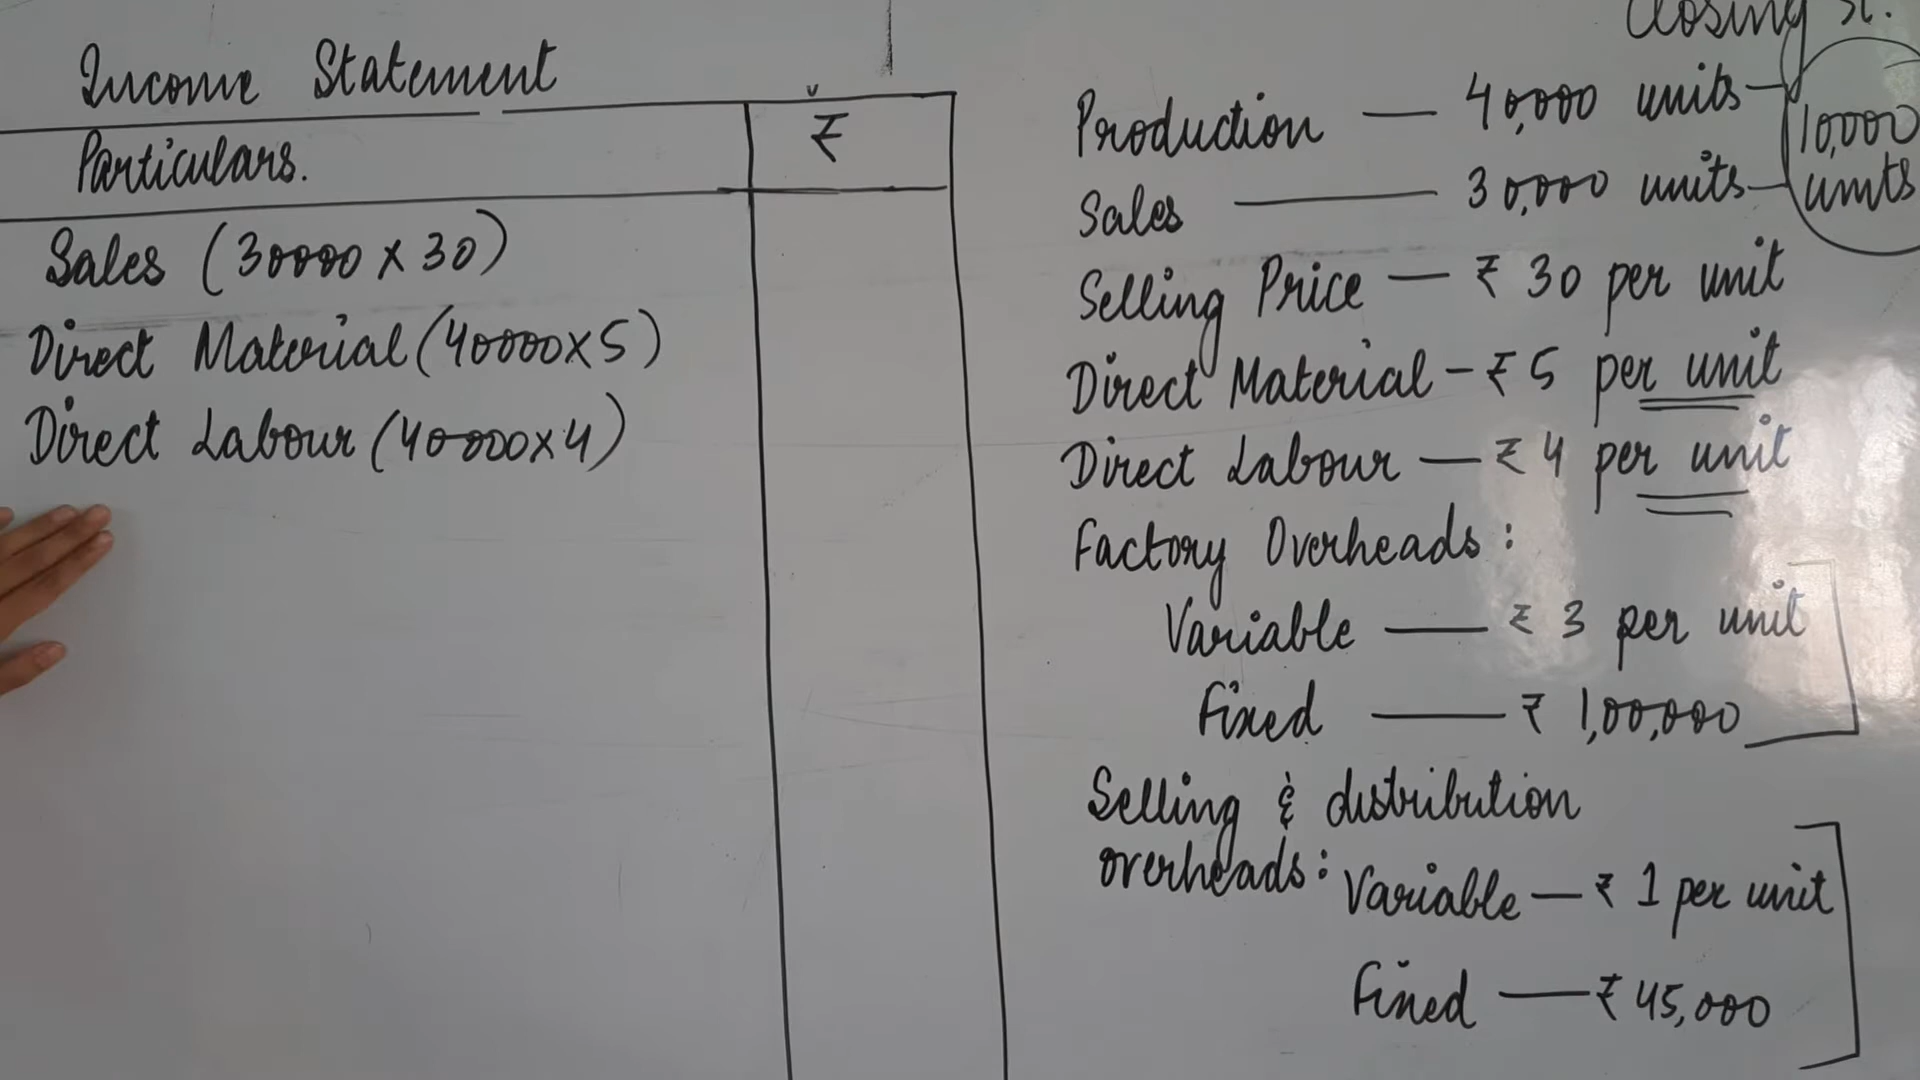 Income Statement
Particulars.
₹
Sales (30000 x 30)
Direct Material (40000x5)
Direct Labour (40000x4)
Closing St.
Production — 40,000 units
10,000
units
Sales — 30,000 units
Selling Price — ₹ 30 per unit
Direct Material - ₹ 5 per unit
Direct Labour — ₹ 4 per unit
Factory Overheads :
Variable — ₹ 3 per unit
Fixed — ₹ 1,00,000
Selling & distribution
overheads : Variable — ₹ 1 per unit
Fixed — ₹ 45,000